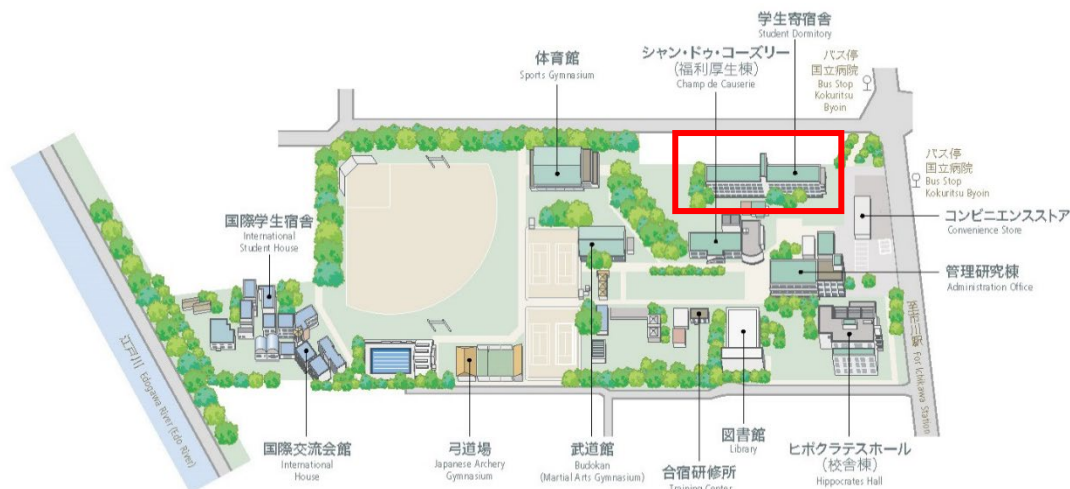 学生寄宿舎
Student Dormitory
シャン・ドゥ・コーズリー
（福利厚生棟）
Champ de Causerie
体育館
Sports Gymnasium
バス停
国立病院
Bus Stop
Kokuritsu
Byoin
バス停
国立病院
Bus Stop
Kokuritsu Byoin
国際学生宿舎
International
Student House
コンビニエンスストア
Convenience Store
管理研究棟
Administration Office
江戸川 Edogawa River (Edo River)
至市川駅 For Ichikawa Station
国際交流会館
International
House
弓道場
Japanese Archery
Gymnasium
武道館
Budokan
(Martial Arts Gymnasium)
合宿研修所
Training Center
図書館
Library
ヒポクラテスホール
（校舎棟）
Hippocrates Hall